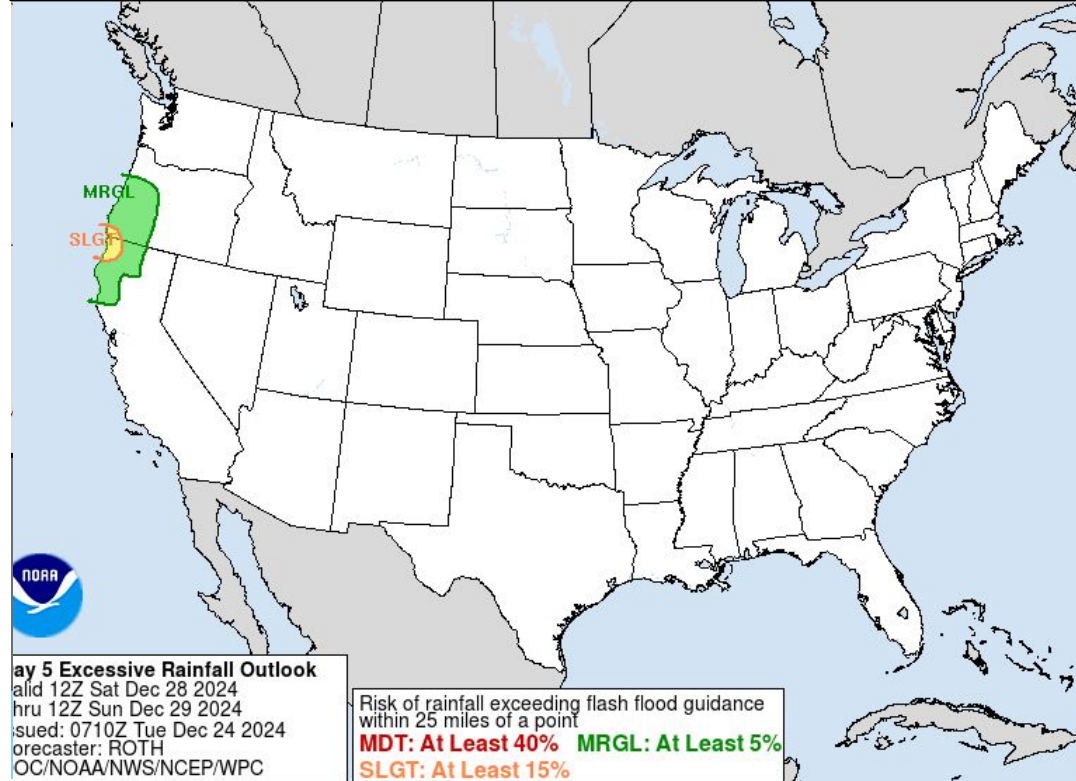 MRGL
SLGT
NOAA
ay 5 Excessive Rainfall Outlook
alid 12Z Sat Dec 28 2024
hru 12Z Sun Dec 29 2024
ssued: 0710Z Tue Dec 24 2024
orecaster: ROTH
OC/NOAA/NWS/NCEP/WPC
Risk of rainfall exceeding flash flood guidance
within 25 miles of a point
MDT: At Least 40% MRGL: At Least 5%
SLGT: At Least 15%